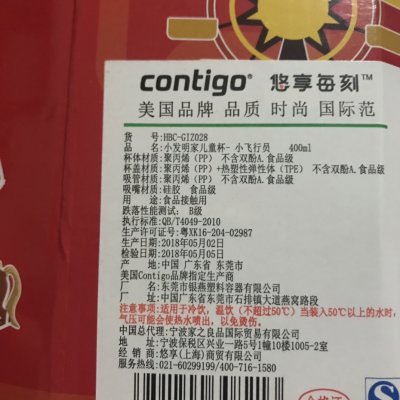 contigo® 悠享每刻™
美国品牌 品质 时尚 国际范
货 号:HBC-GIZ028
品 名:小发明家儿童杯- 小飞行员 400ml
杯体材质:聚丙烯(PP) 不含双酚A.食品级
杯盖材质:聚丙烯(PP)+热塑性弹性体(TPE) 不含双酚A.食品级
吸管材质:聚丙烯(PP) 不含双酚A.食品级
吸嘴材质:硅胶 食品级
用 途:食品接触用
跌落性能测试: B级
执行标准:QB/T4049-2010
生产许可证号:粤XK16-204-02987
生产日期:2018年05月02日
检验日期:2018年05月05日
产 地:中国 广东省 东莞市
美国Contigo品牌指定生产商
厂 名:东莞市银燕塑料容器有限公司
厂 址:中国广东省东莞市石排镇大道燕窝路段
注意事项:适用于冷饮,温饮(不超过50℃)当装入50℃以上的水时,
气压可能会使热水喷出,以免烫伤。
中国总代理:宁波家之良品国际贸易有限公司
地 址:宁波保税区兴业一路5号1幢10楼1005-2室
经 销 商:悠享(上海)商贸有限公司
服务热线:021-60299199/400-716-1580
合格证